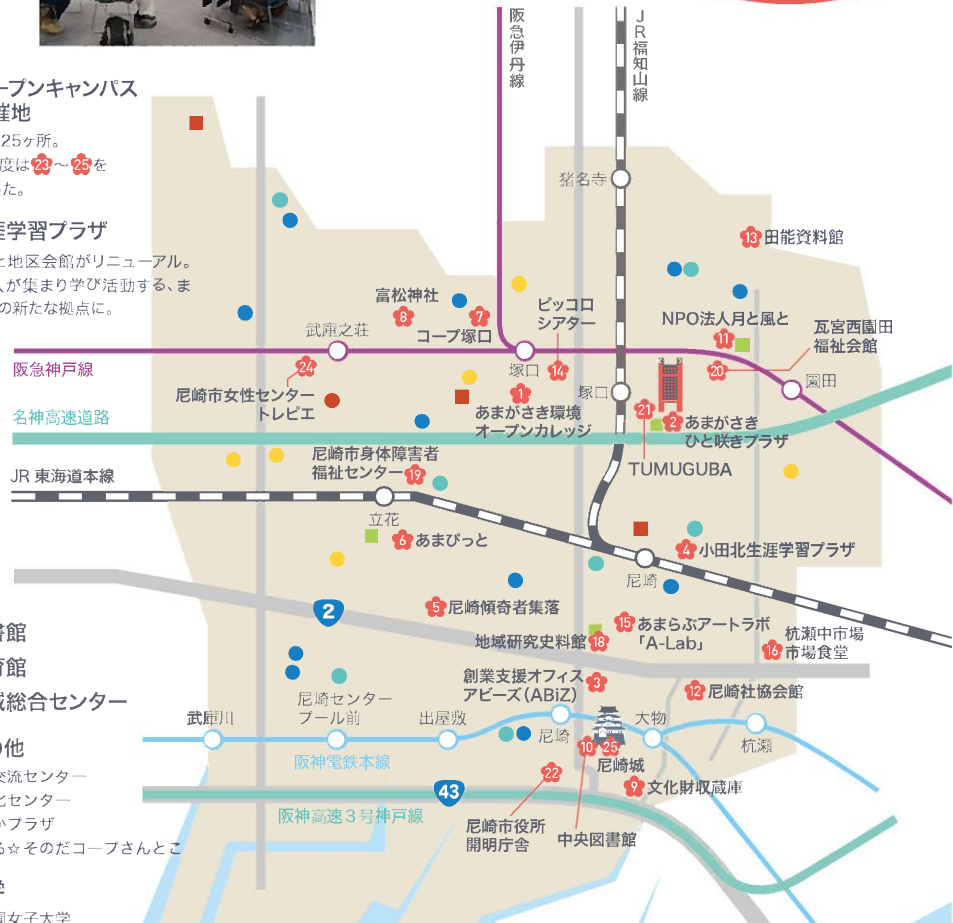 阪急伊丹線
JR福知山線
ープンキャンパス
催地
25ヶ所。
度は23〜25を
た。
学習プラザ
と地区会館がリニューアル。
が集まり学び活動する、ま
の新たな拠点に。
猪名寺
13 田能資料館
富松神社
8
7
コープ塚口
ピッコロ
シアター
14
NPO法人月と風と
11
瓦宮西園田
福祉会館
20
武庫之荘
塚口
塚口
園田
阪急神戸線
24
尼崎市女性センター
トレピエ
1
あまがさき環境
オープンカレッジ
21
2 あまがさき
ひと咲きプラザ
TUMUGUBA
名神高速道路
尼崎市身体障害者
福祉センター 19
JR東海道本線
立花
6 あまぴっと
4 小田北生涯学習プラザ
尼崎
5 尼崎傾奇者集落
2
15 あまらぶアートラボ
「A-Lab」
地域研究史料館 18
杭瀬中市場
16 市場食堂
書館
育館
域総合センター
の他
創業支援オフィス
アビーズ(ABiZ) 3
12 尼崎社協会館
武庫川
尼崎センター
プール前
出屋敷
尼崎
大物
杭瀬
阪神電鉄本線
10 25
尼崎城
22
9 文化財収蔵庫
43
阪神高速3号神戸線
尼崎市役所
開明庁舎
中央図書館
交流センター
センター
プラザ
る☆そのだコープさんとこ
学
女子大学